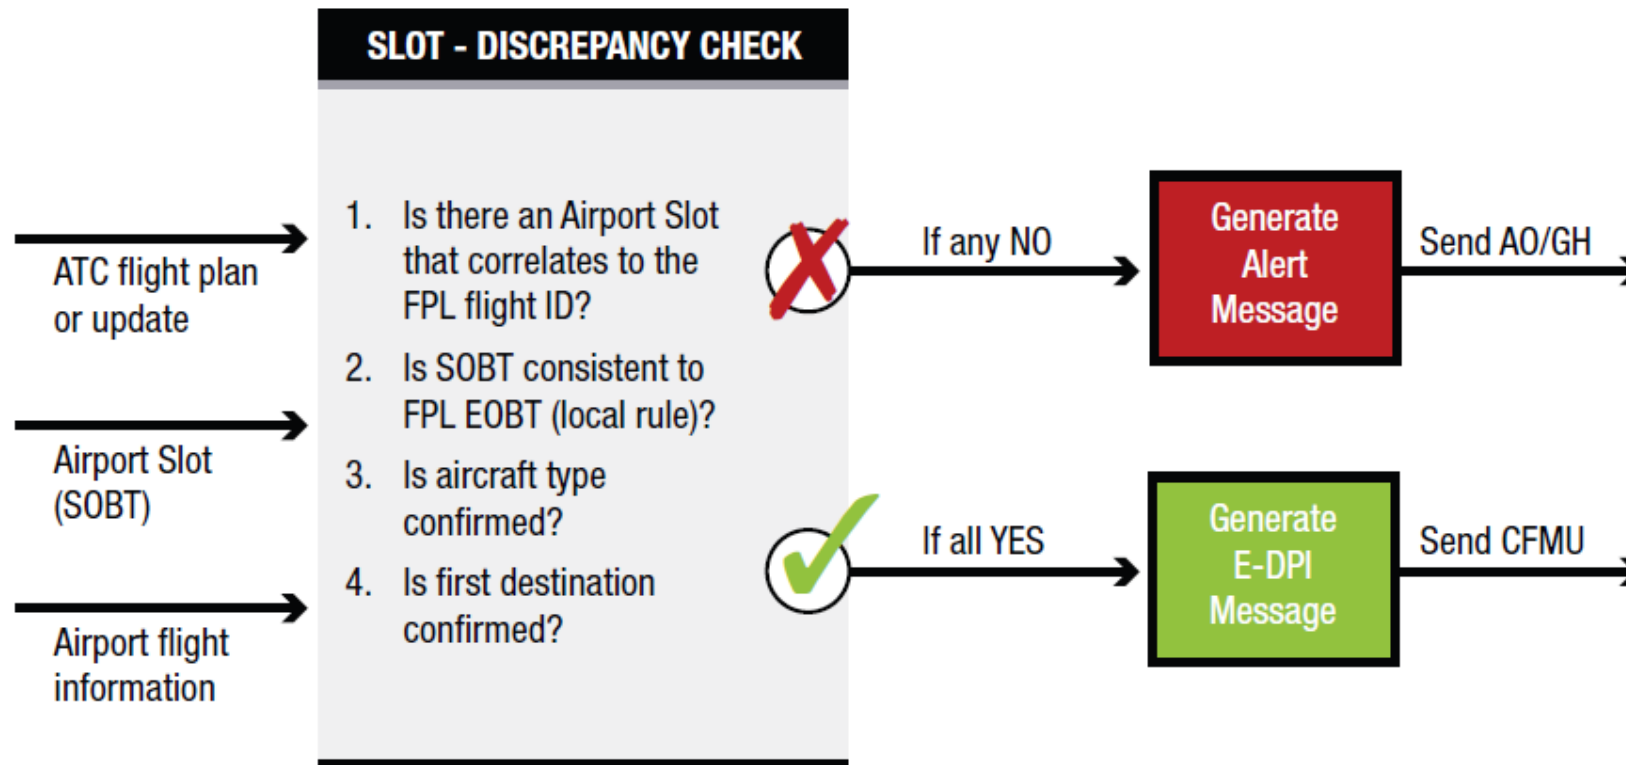 SLOT - DISCREPANCY CHECK
ATC flight plan
or update
Airport Slot
(SOBT)
Airport flight
information
1. Is there an Airport Slot
that correlates to the
FPL flight ID?
2. Is SOBT consistent to
FPL EOBT (local rule)?
3. Is aircraft type
confirmed?
4. Is first destination
confirmed?
If any NO
Generate
Alert
Message
Send AO/GH
If all YES
Generate
E-DPI
Message
Send CFMU